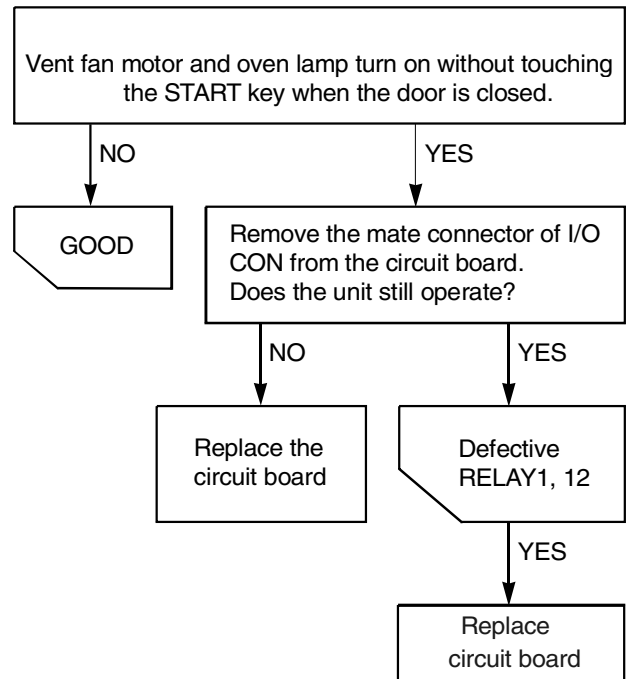 Vent fan motor and oven lamp turn on without touching
the START key when the door is closed.
NO
YES
GOOD
Remove the mate connector of I/O
CON from the circuit board.
Does the unit still operate?
NO
YES
Replace the
circuit board
Defective
RELAY1, 12
YES
Replace
circuit board